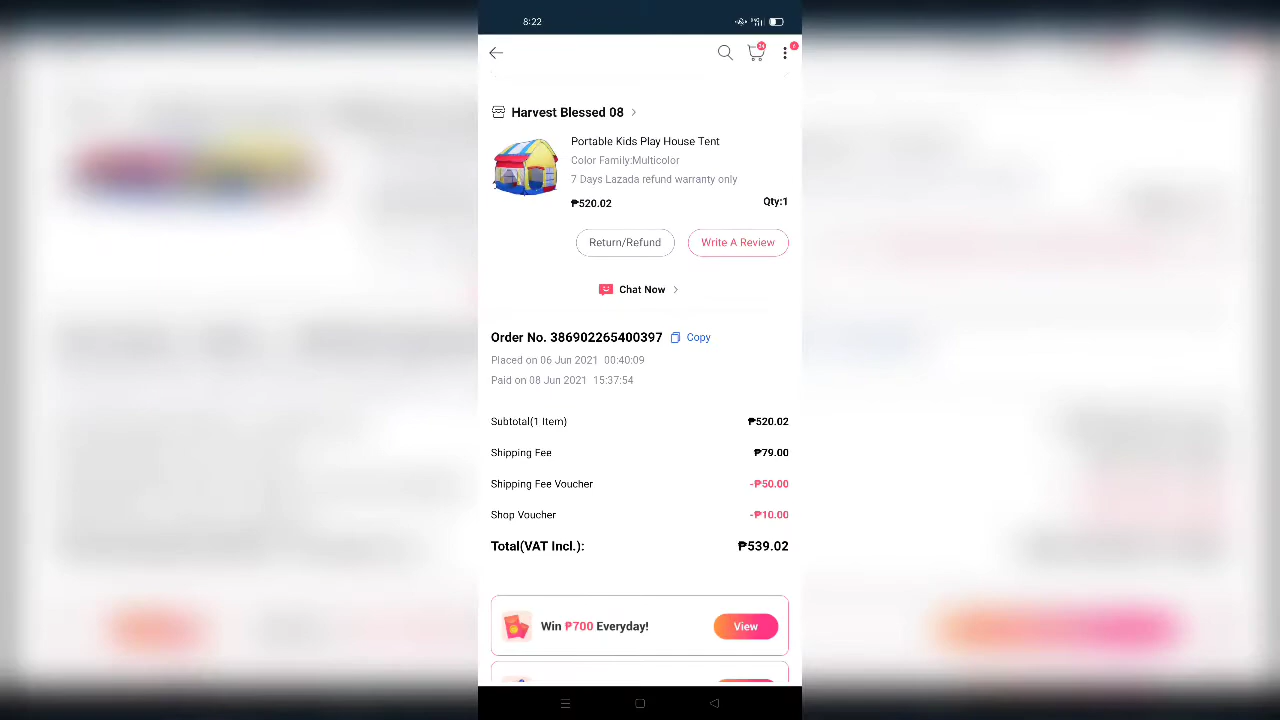 8:22
Harvest Blessed 08
Portable Kids Play House Tent
Color Family:Multicolor
7 Days Lazada refund warranty only
₱520.02 Qty:1
Return/Refund Write A Review
Chat Now
Order No. 386902265400397 Copy
Placed on 06 Jun 2021 00:40:09
Paid on 08 Jun 2021 15:37:54
Subtotal(1 Item) ₱520.02
Shipping Fee ₱79.00
Shipping Fee Voucher -₱50.00
Shop Voucher -₱10.00
Total(VAT Incl.): ₱539.02
Win ₱700 Everyday! View